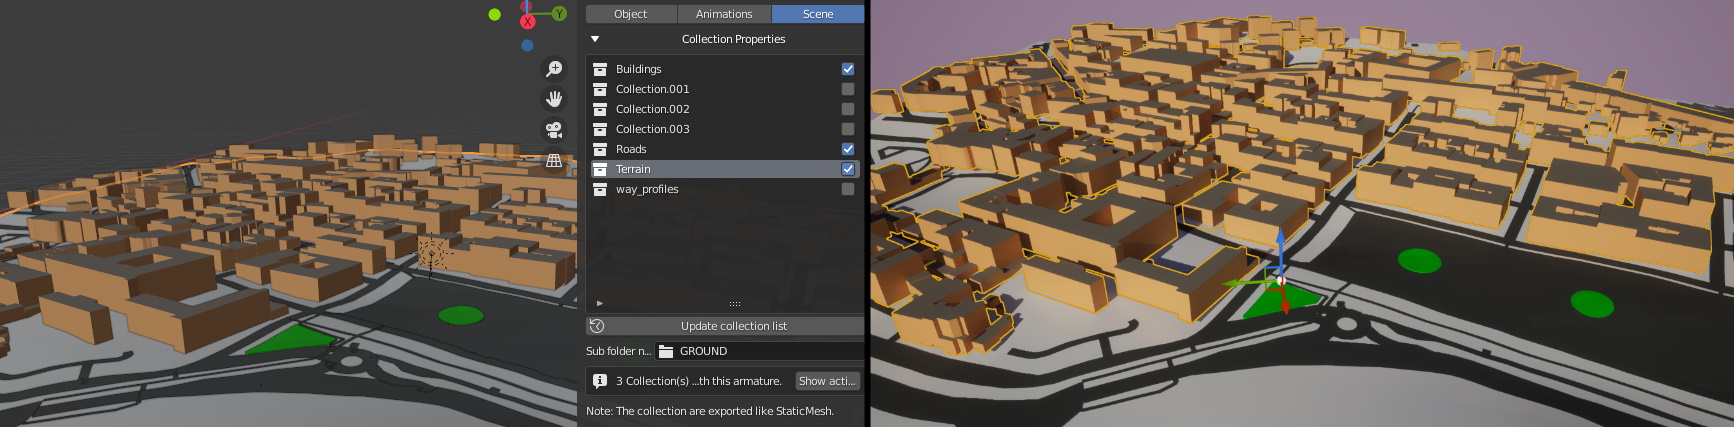 Y
X
Object
Animations
Scene
Collection Properties
Buildings
Collection.001
Collection.002
Collection.003
Roads
Terrain
way_profiles
Update collection list
Sub folder n...
GROUND
3 Collection(s) ...th this armature.
Show acti...
Note: The collection are exported like StaticMesh.